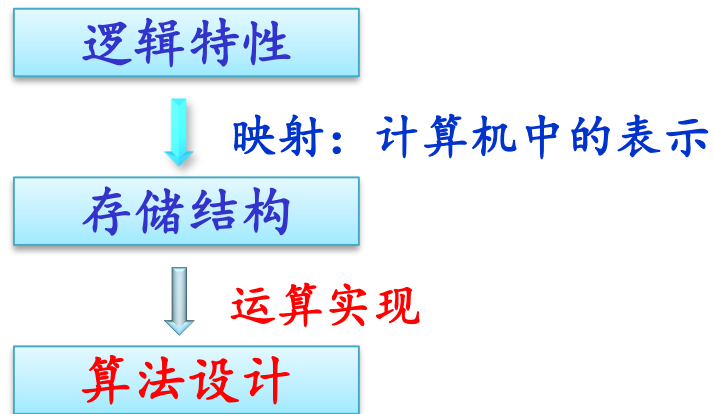 逻辑特性
映射：计算机中的表示
存储结构
运算实现
算法设计